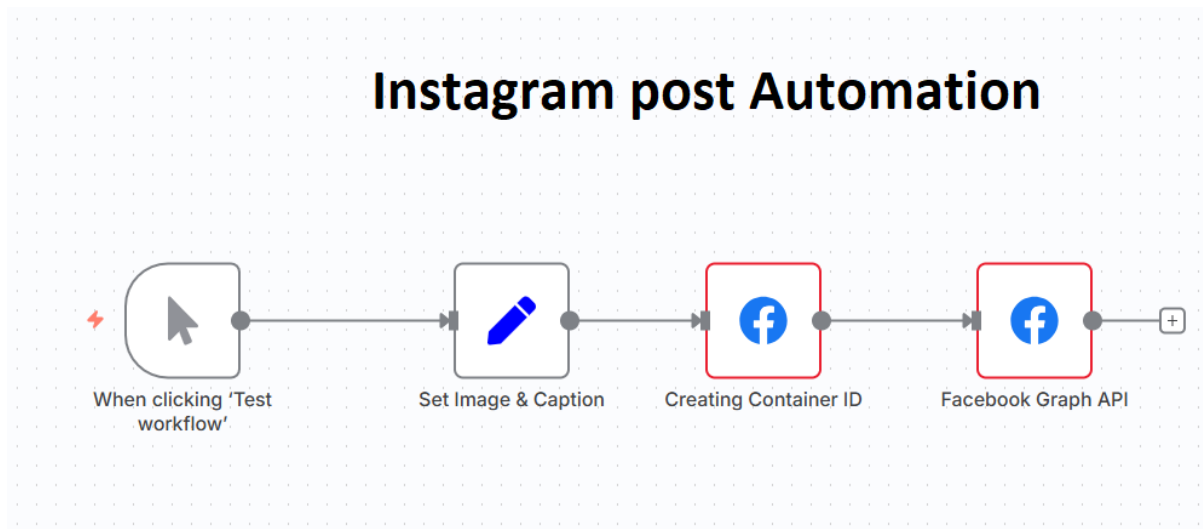 Instagram post Automation
When clicking ‘Test
workflow’
Set Image & Caption
Creating Container ID
Facebook Graph API